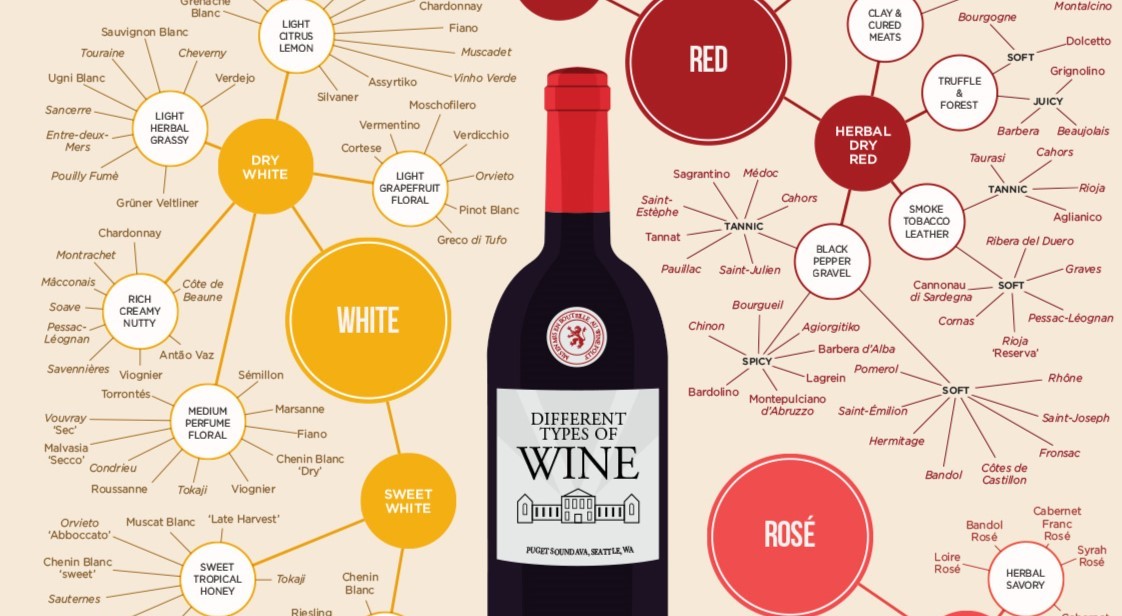 Grenache
Blanc
LIGHT
CITRUS
LEMON
Chardonnay
Fiano
Muscadet
Vinho Verde
Assyrtiko
Silvaner
Sauvignon Blanc
Touraine
Cheverny
Ugni Blanc
Verdejo
Sancerre
Entre-deux-
Mers
Pouilly Fumè
Grüner Veltliner
LIGHT
HERBAL
GRASSY
DRY
WHITE
Moschofilero
Vermentino
Verdicchio
Cortese
Orvieto
Pinot Blanc
Greco di Tufo
LIGHT
GRAPEFRUIT
FLORAL
Chardonnay
Montrachet
Mâcconais
Côte de
Beaune
Soave
Pessac-
Léognan
Savennières
Viognier
Antão Vaz
RICH
CREAMY
NUTTY
WHITE
Torrontés
Sémillon
Vouvray
'Sec'
Marsanne
Malvasia
'Secco'
Fiano
Condrieu
Chenin Blanc
'Dry'
Roussanne
Tokaji
Viognier
MEDIUM
PERFUME
FLORAL
SWEET
WHITE
Orvieto
'Abboccato'
Muscat Blanc
'Late Harvest'
Chenin Blanc
'sweet'
Sauternes
Tokaji
SWEET
TROPICAL
HONEY
Chenin
Blanc
Riesling
RED
CLAY &
CURED
MEATS
Montalcino
Bourgogne
SOFT
Dolcetto
TRUFFLE
&
FOREST
Grignolino
JUICY
Barbera
Beaujolais
HERBAL
DRY
RED
Taurasi
Cahors
TANNIC
Rioja
Aglianico
SMOKE
TOBACCO
LEATHER
Ribera del Duero
SOFT
Graves
Cannonau
di Sardegna
Cornas
Pessac-Léognan
Rioja
'Reserva'
Sagrantino
Médoc
Saint-
Estèphe
Cahors
TANNIC
Tannat
Pauillac
Saint-Julien
BLACK
PEPPER
GRAVEL
Bourgueil
Chinon
Agiorgitiko
SPICY
Barbera d'Alba
Lagrein
Bardolino
Montepulciano
d'Abruzzo
Pomerol
SOFT
Rhône
Saint-Émilion
Saint-Joseph
Hermitage
Fronsac
Bandol
Côtes de
Castillon
ROSÉ
Bandol
Rosé
Cabernet
Franc
Rosé
Loire
Rosé
Syrah
Rosé
HERBAL
SAVORY
Cabernet
DIFFERENT
TYPES OF
WINE
PUGET SOUND AVA, SEATTLE, WA